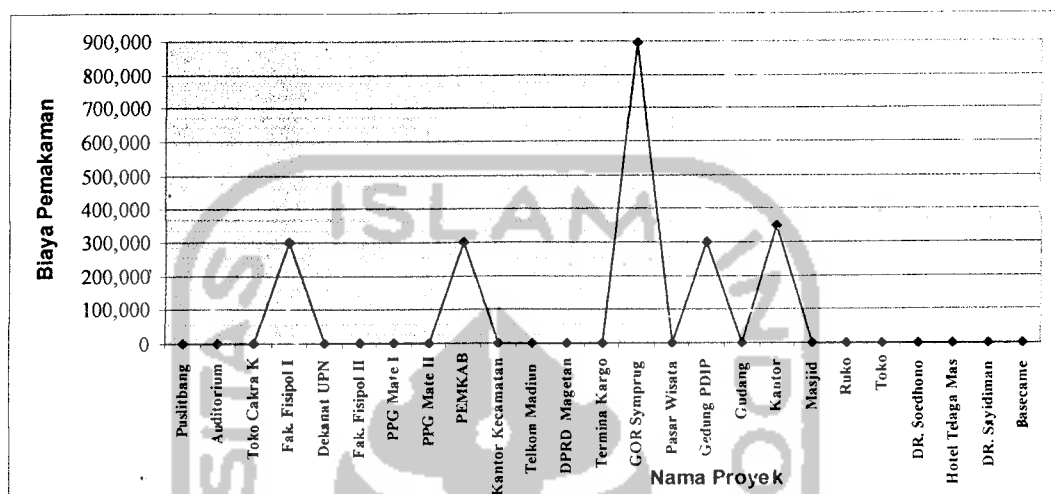 Biaya Pemakaman
900,000
800,000
700,000
600,000
500,000
400,000
300,000
200,000
100,000
0
Puslitbang
Auditorium
Toko Cakra K
Fak. Fisipol I
Dekanat UPN
Fak. Fisipol II
PPG Mate I
PPG Mate II
PEMKAB
Kantor Kecamatan
Telkom Madiun
DPRD Magetan
Termina Kargo
GOR Symprug
Pasar Wisata
Gedung PDIP
Gudang
Kantor
Masjid
Ruko
Toko
DR. Soedhono
Hotel Telaga Mas
DR. Sayidiman
Basecame
Nama Proyek
SITAS
ISLAM
INDO